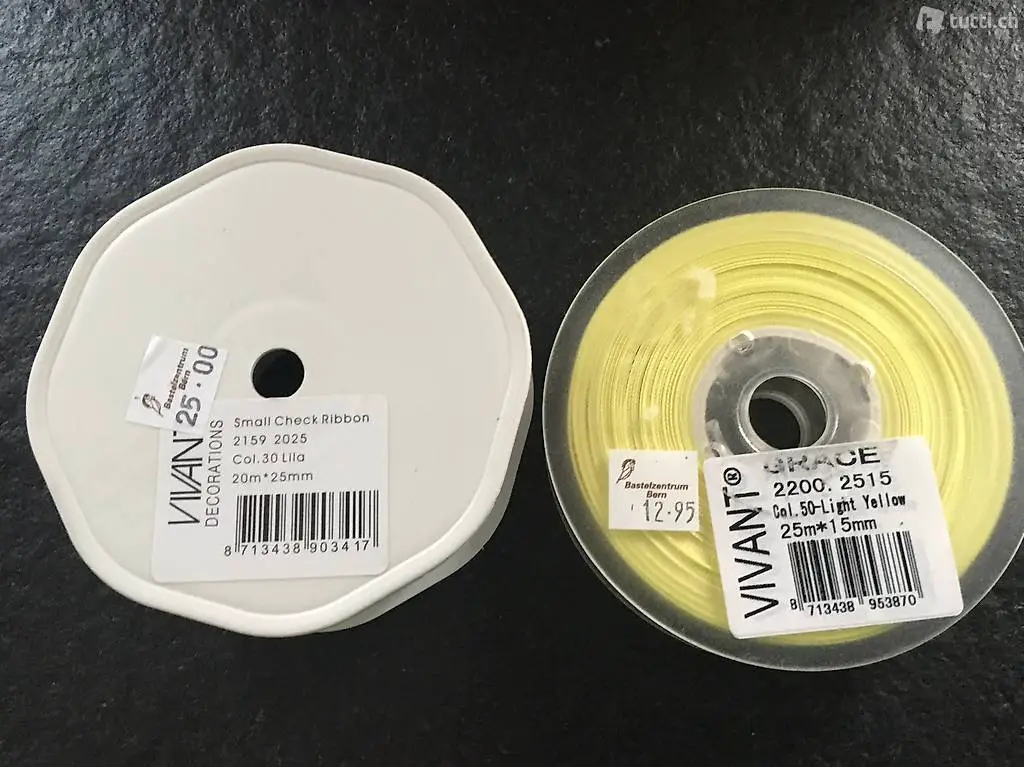 tutti.ch
Bastelzentrum
Bern
25.00
VIVANT
DECORATIONS
Small Check Ribbon
2159 2025
Col.30 Lila
20m*25mm
8 713438 903417
Bastelzentrum
Bern
12.95
VIVANT®
GRACE
2200. 2515
Col.50-Light Yellow
25m*15mm
8 713438 953870